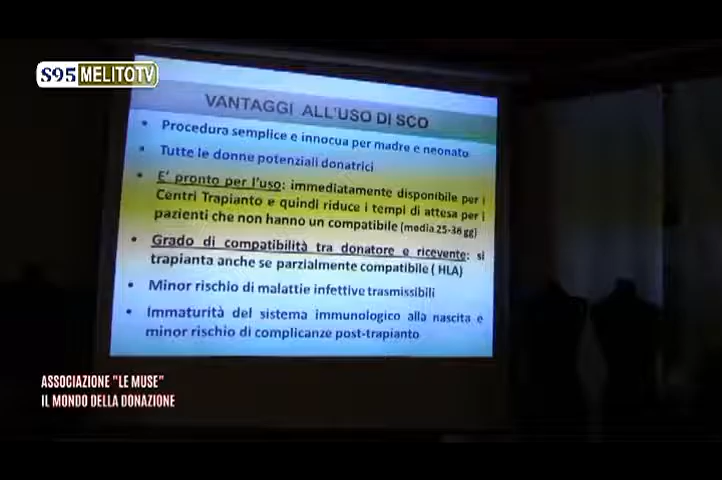 S95 MELITOTV
VANTAGGI ALL'USO DI SCO
• Procedura semplice e innocua per madre e neonato
• Tutte le donne potenziali donatrici
• E' pronto per l'uso: immediatamente disponibile per i
Centri Trapianto e quindi riduce i tempi di attesa per i
pazienti che non hanno un compatibile (media 25-36 gg)
• Grado di compatibilità tra donatore e ricevente: si
trapianta anche se parzialmente compatibile ( HLA)
• Minor rischio di malattie infettive trasmissibili
• Immaturità del sistema immunologico alla nascita e
minor rischio di complicanze post-trapianto
ASSOCIAZIONE "LE MUSE"
IL MONDO DELLA DONAZIONE